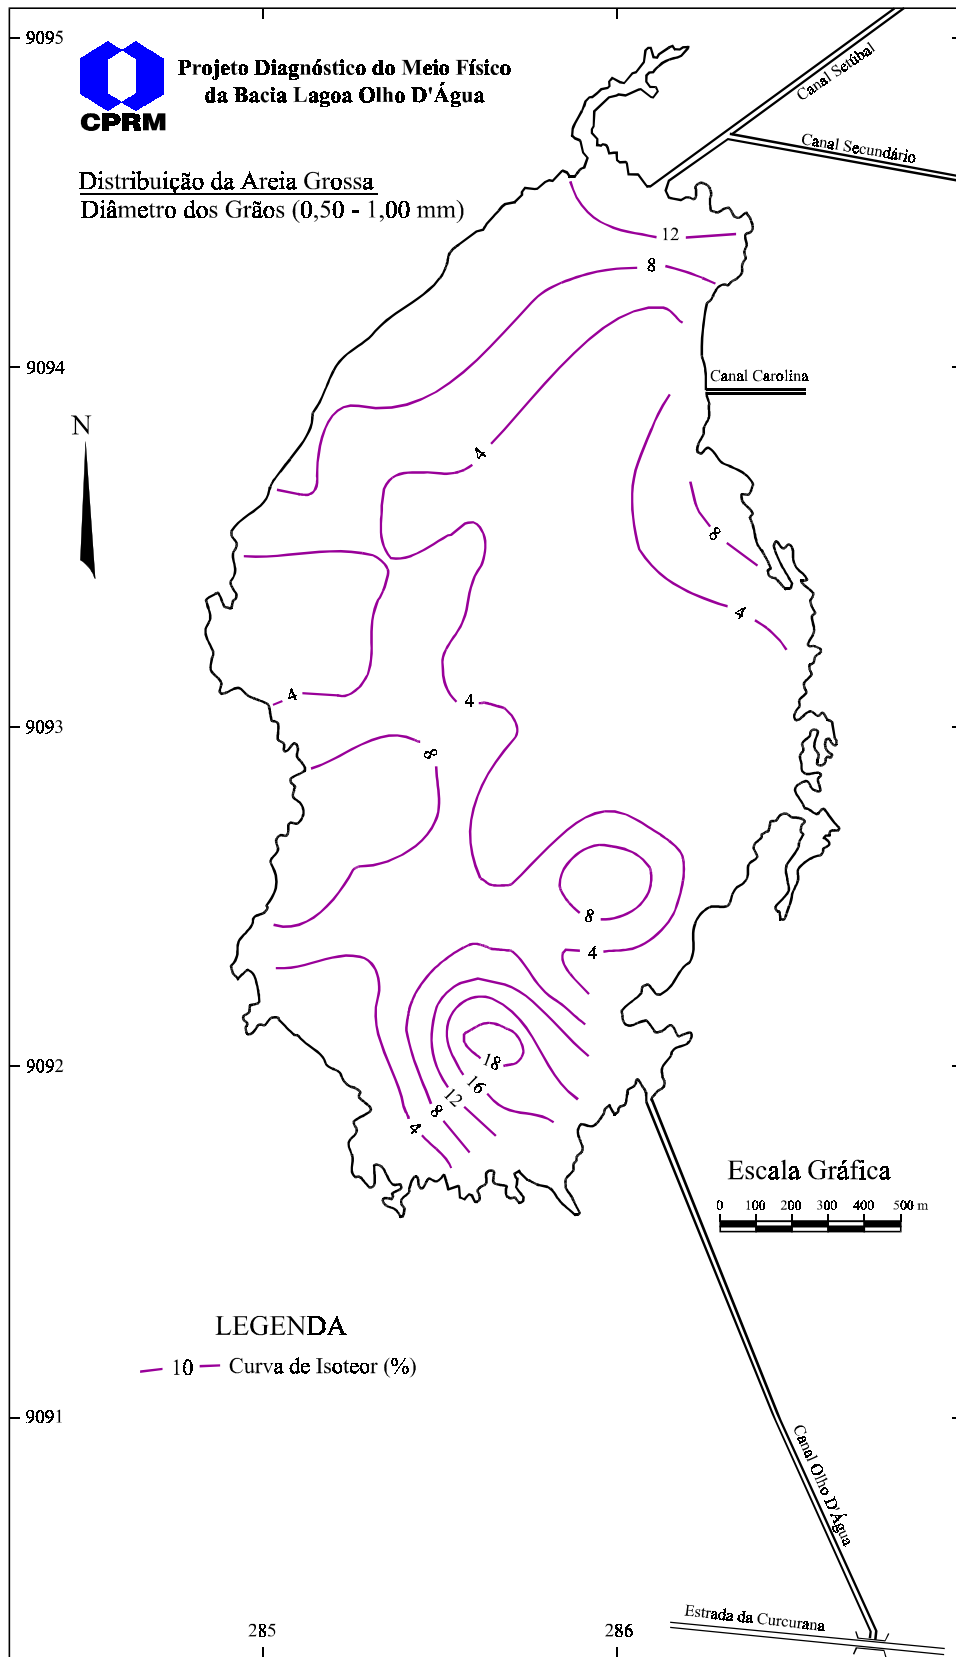 9095
Projeto Diagnóstico do Meio Físico
da Bacia Lagoa Olho D'Água
CPRM
Canal Setúbal
Canal Secundário
Distribuição da Areia Grossa
Diâmetro dos Grãos (0,50 - 1,00 mm)
12
8
9094
Canal Carolina
N
4
8
4
4
4
9093
8
8
4
18
9092
16
12
8
4
Escala Gráfica
0 100 200 300 400 500 m
LEGENDA
10 Curva de Isoteor (%)
9091
Canal Olho D'Água
Estrada da Curcurana
285 286